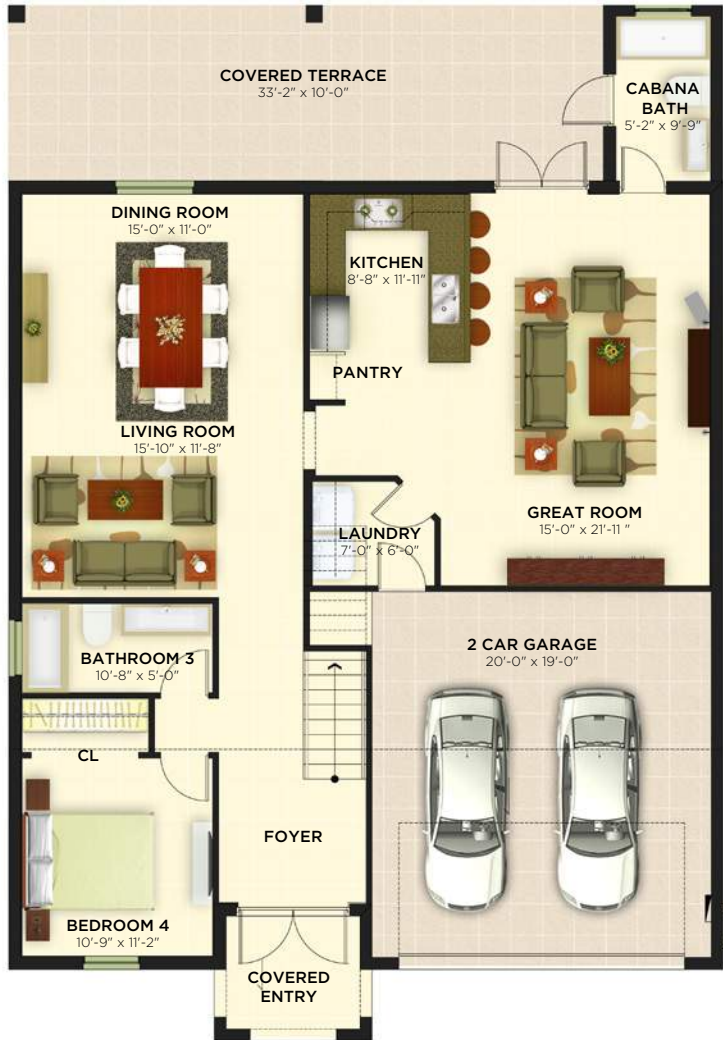 COVERED TERRACE
33'-2" x 10'-0"
CABANA
BATH
5'-2" x 9'-9"
DINING ROOM
15'-0" x 11'-0"
KITCHEN
8'-8" x 11'-11"
PANTRY
LIVING ROOM
15'-10" x 11'-8"
GREAT ROOM
15'-0" x 21'-11 "
LAUNDRY
7'-0" x 6'-0"
2 CAR GARAGE
20'-0" x 19'-0"
BATHROOM 3
10'-8" x 5'-0"
CL
FOYER
BEDROOM 4
10'-9" x 11'-2"
COVERED
ENTRY